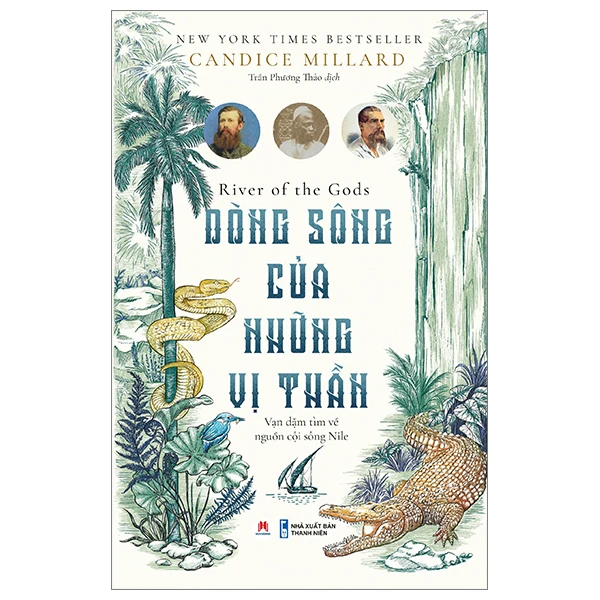 NEW YORK TIMES BESTSELLER
CANDICE MILLARD
Trần Phương Thảo dịch
River of the Gods
DÒNG SÔNG
CỦA
NHỮNG
VỊ THẦN
Vạn dặm tìm về
nguồn cội sông Nile
NHÀ XUẤT BẢN
THANH NIÊN